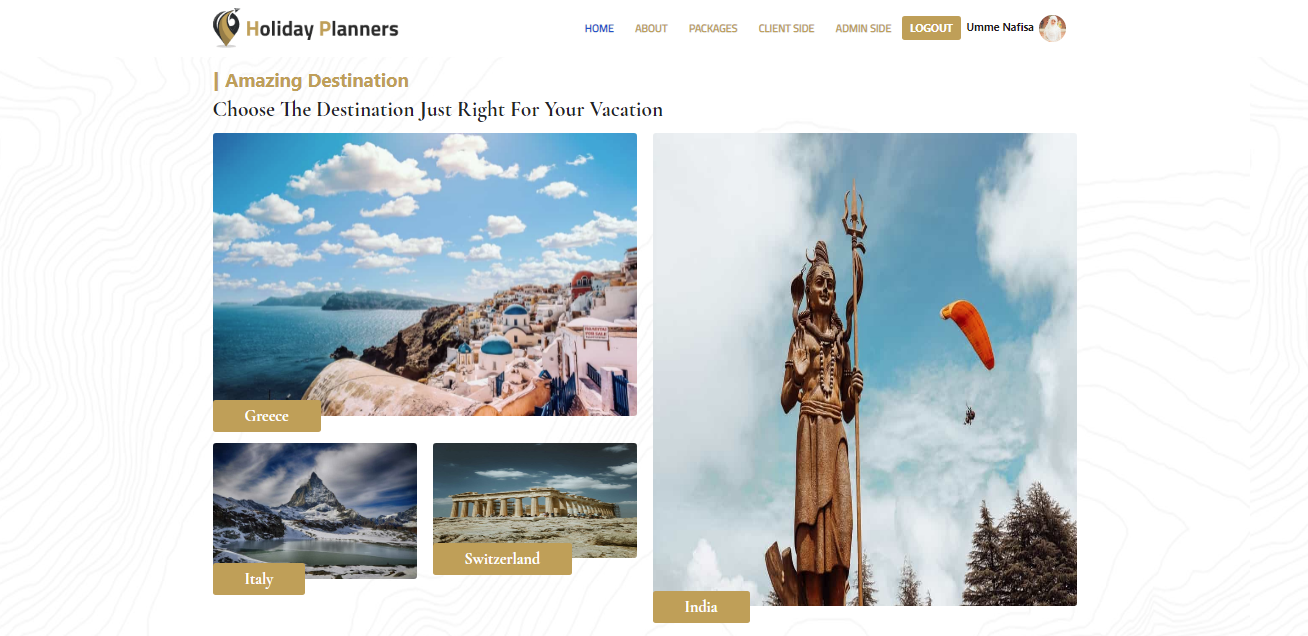 Holiday Planners
HOME ABOUT PACKAGES CLIENT SIDE ADMIN SIDE LOGOUT Umme Nafisa
| Amazing Destination
Choose The Destination Just Right For Your Vacation
Greece
Italy
Switzerland
India